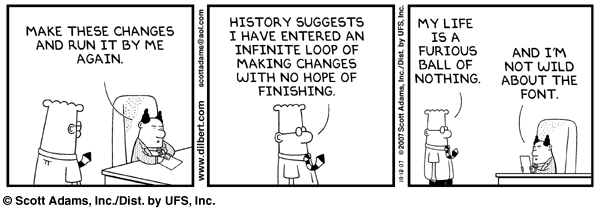 MAKE THESE CHANGES
AND RUN IT BY ME
AGAIN.
www.dilbert.com
scottadams@aol.com
HISTORY SUGGESTS
I HAVE ENTERED AN
INFINITE LOOP OF
MAKING CHANGES
WITH NO HOPE OF
FINISHING.
10-12-07 © 2007 Scott Adams, Inc./Dist. by UFS, Inc.
MY LIFE
IS A
FURIOUS
BALL OF
NOTHING.
AND I'M
NOT WILD
ABOUT THE
FONT.
© Scott Adams, Inc./Dist. by UFS, Inc.